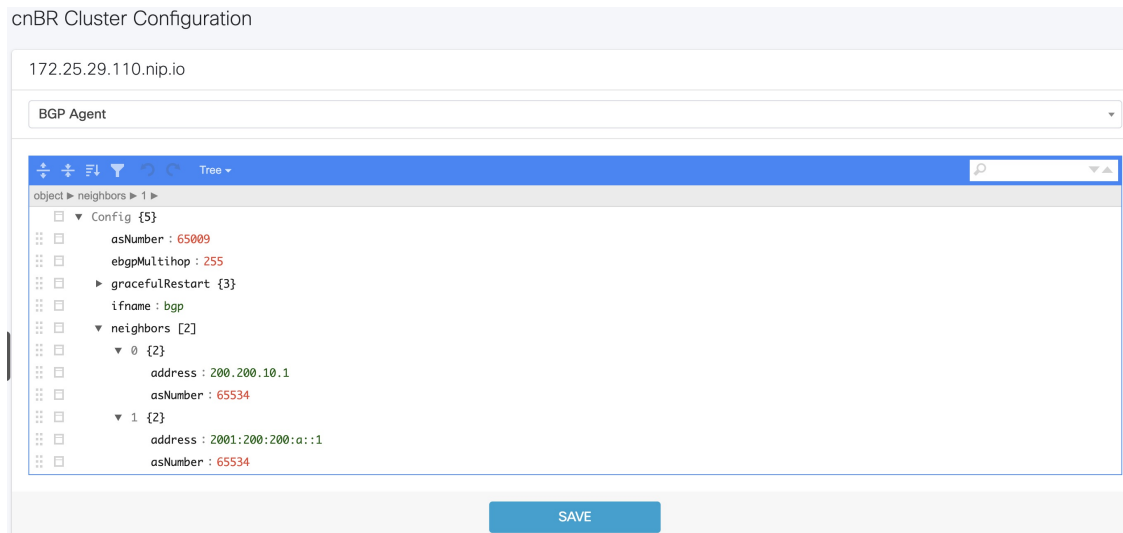 cnBR Cluster Configuration
172.25.29.110.nip.io
BGP Agent
Tree
object ► neighbors ► 1 ►
▼ Config {5}
asNumber : 65009
ebgpMultihop : 255
► gracefulRestart {3}
ifname : bgp
▼ neighbors [2]
▼ 0 {2}
address : 200.200.10.1
asNumber : 65534
▼ 1 {2}
address : 2001:200:200:a::1
asNumber : 65534
SAVE